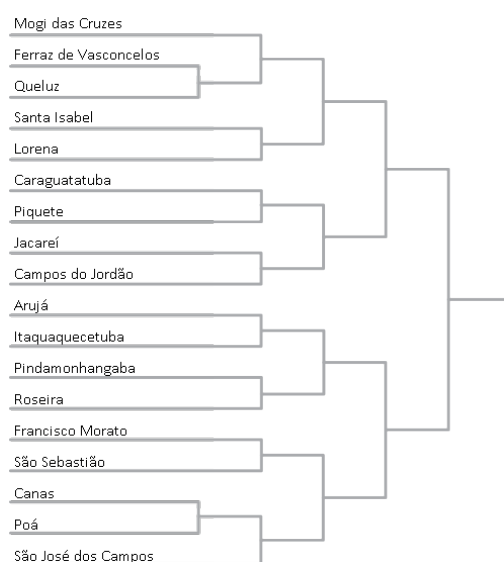 Mogi das Cruzes
Ferraz de Vasconcelos
Queluz
Santa Isabel
Lorena
Caraguatatuba
Piquete
Jacareí
Campos do Jordão
Arujá
Itaquaquecetuba
Pindamonhangaba
Roseira
Francisco Morato
São Sebastião
Canas
Poá
São José dos Campos